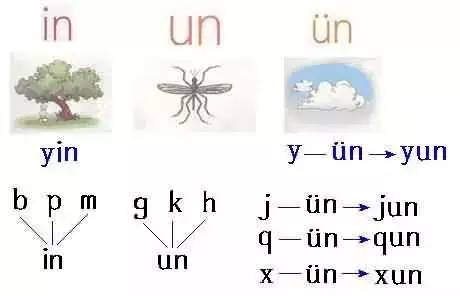 in un ün
yin y—ün→yun
b p m g k h j—ün→jun
q—ün→qun
in un x—ün→xun